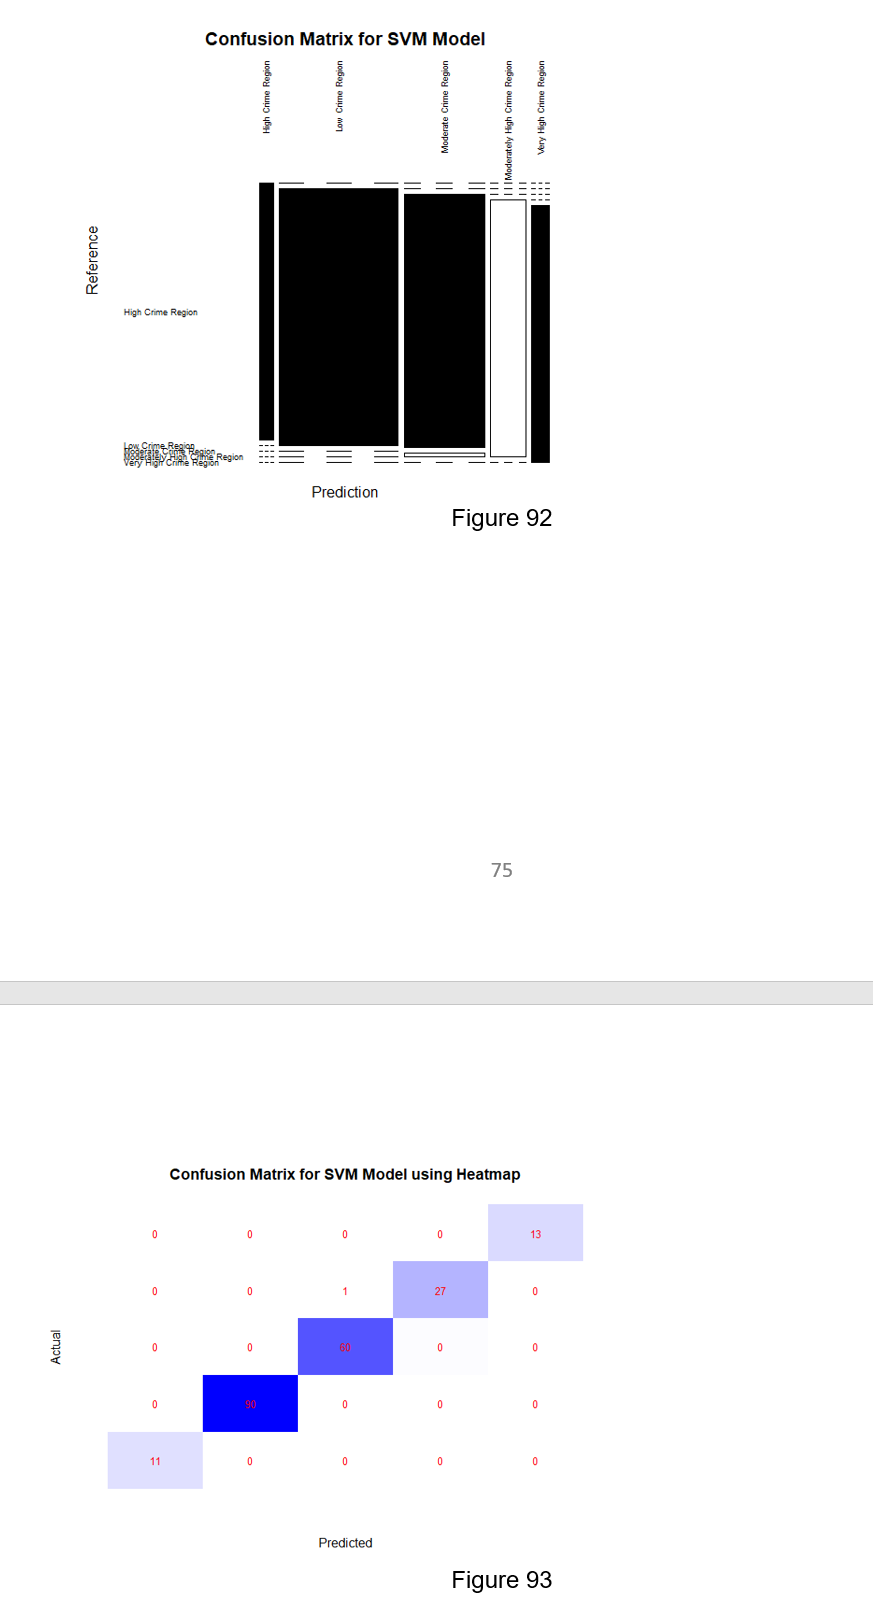 Confusion Matrix for SVM Model
High Crime Region
Low Crime Region
Moderate Crime Region
Moderately High Crime Region
Very High Crime Region
Reference
High Crime Region
Low Crime Region
Moderate Crime Region
Moderately High Crime Region
Very High Crime Region
Prediction
Figure 92
75
Confusion Matrix for SVM Model using Heatmap
0 0 0 0 13
0 0 1 27 0
Actual
0 0 60 0 0
0 90 0 0 0
11 0 0 0 0
Predicted
Figure 93